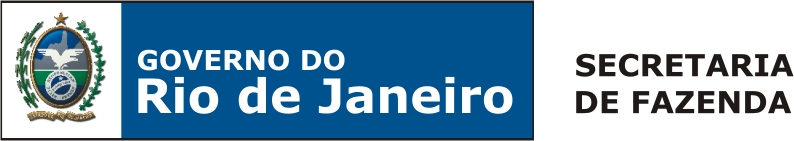 GOVERNO DO
Rio de Janeiro
SECRETARIA
DE FAZENDA